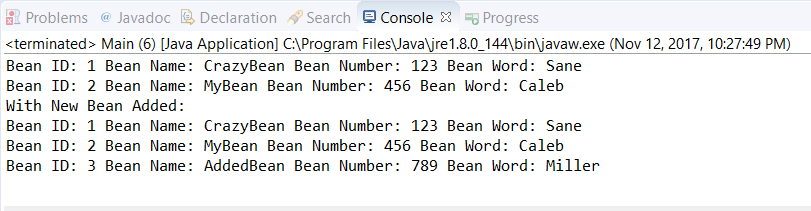 Problems @ Javadoc Declaration Search Console Progress
<terminated> Main (6) [Java Application] C:\Program Files\Java\jre1.8.0_144\bin\javaw.exe (Nov 12, 2017, 10:27:49 PM)
Bean ID: 1 Bean Name: CrazyBean Bean Number: 123 Bean Word: Sane
Bean ID: 2 Bean Name: MyBean Bean Number: 456 Bean Word: Caleb
With New Bean Added:
Bean ID: 1 Bean Name: CrazyBean Bean Number: 123 Bean Word: Sane
Bean ID: 2 Bean Name: MyBean Bean Number: 456 Bean Word: Caleb
Bean ID: 3 Bean Name: AddedBean Bean Number: 789 Bean Word: Miller